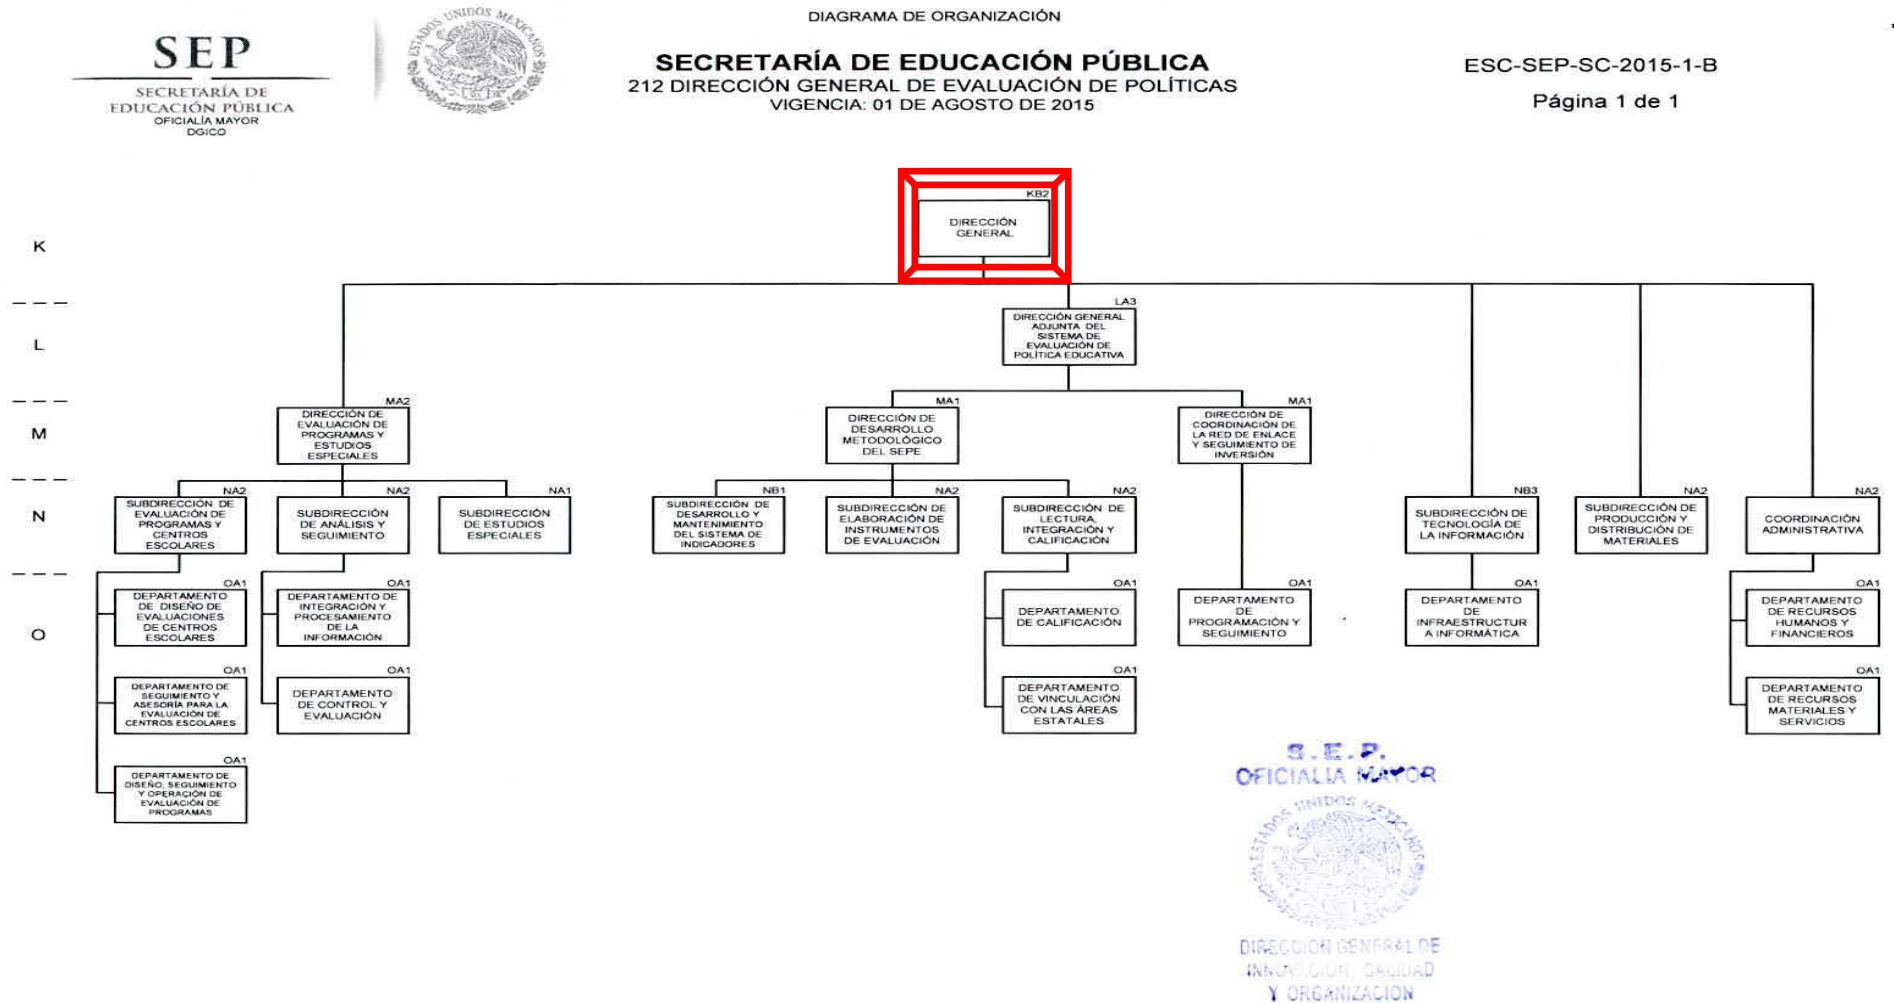 DIAGRAMA DE ORGANIZACIÓN
SEP
SECRETARÍA DE
EDUCACIÓN PÚBLICA
OFICIALÍA MAYOR
DGICO
ESTADOS UNIDOS MEXICANOS
SECRETARÍA DE EDUCACIÓN PÚBLICA
212 DIRECCIÓN GENERAL DE EVALUACIÓN DE POLÍTICAS
VIGENCIA: 01 DE AGOSTO DE 2015
ESC-SEP-SC-2015-1-B
Página 1 de 1
K
KB2
DIRECCIÓN
GENERAL
L
LA3
DIRECCIÓN GENERAL
ADJUNTA DEL
SISTEMA DE
EVALUACIÓN DE
POLÍTICA EDUCATIVA
M
MA2
DIRECCIÓN DE
EVALUACIÓN DE
PROGRAMAS Y
ESTUDIOS
ESPECIALES
MA1
DIRECCIÓN DE
DESARROLLO
METODOLÓGICO
DEL SEPE
MA1
DIRECCIÓN DE
COORDINACIÓN DE
LA RED DE ENLACE
Y SEGUIMIENTO DE
INVERSIÓN
N
NA2
SUBDIRECCIÓN DE
EVALUACIÓN DE
PROGRAMAS Y
CENTROS
ESCOLARES
NA2
SUBDIRECCIÓN
DE ANÁLISIS Y
SEGUIMIENTO
NA1
SUBDIRECCIÓN
DE ESTUDIOS
ESPECIALES
NB1
SUBDIRECCIÓN DE
DESARROLLO Y
MANTENIMIENTO
DEL SISTEMA DE
INDICADORES
NA2
SUBDIRECCIÓN DE
ELABORACIÓN DE
INSTRUMENTOS
DE EVALUACIÓN
NA2
SUBDIRECCIÓN DE
LECTURA,
INTEGRACIÓN Y
CALIFICACIÓN
NB3
SUBDIRECCIÓN DE
TECNOLOGÍA DE
LA INFORMACIÓN
NA2
SUBDIRECCIÓN DE
PRODUCCIÓN Y
DISTRIBUCIÓN DE
MATERIALES
NA2
COORDINACIÓN
ADMINISTRATIVA
O
OA1
DEPARTAMENTO
DE DISEÑO DE
EVALUACIONES
DE CENTROS
ESCOLARES
OA1
DEPARTAMENTO DE
INTEGRACIÓN Y
PROCESAMIENTO
DE LA
INFORMACIÓN
OA1
DEPARTAMENTO
DE CALIFICACIÓN
OA1
DEPARTAMENTO
DE
PROGRAMACIÓN Y
SEGUIMIENTO
OA1
DEPARTAMENTO
DE
INFRAESTRUCTUR
A INFORMÁTICA
OA1
DEPARTAMENTO
DE RECURSOS
HUMANOS Y
FINANCIEROS
OA1
DEPARTAMENTO DE
SEGUIMIENTO Y
ASESORÍA PARA LA
EVALUACIÓN DE
CENTROS ESCOLARES
OA1
DEPARTAMENTO
DE CONTROL Y
EVALUACIÓN
OA1
DEPARTAMENTO
DE VINCULACIÓN
CON LAS ÁREAS
ESTATALES
OA1
DEPARTAMENTO
DE RECURSOS
MATERIALES Y
SERVICIOS
OA1
DEPARTAMENTO DE
DISEÑO, SEGUIMIENTO
Y OPERACIÓN DE
EVALUACIÓN DE
PROGRAMAS
S.E.P.
OFICIALIA MAYOR
ESTADOS UNIDOS MEXICANOS
DIRECCION GENERAL DE
INNOVACION, CALIDAD
Y ORGANIZACION